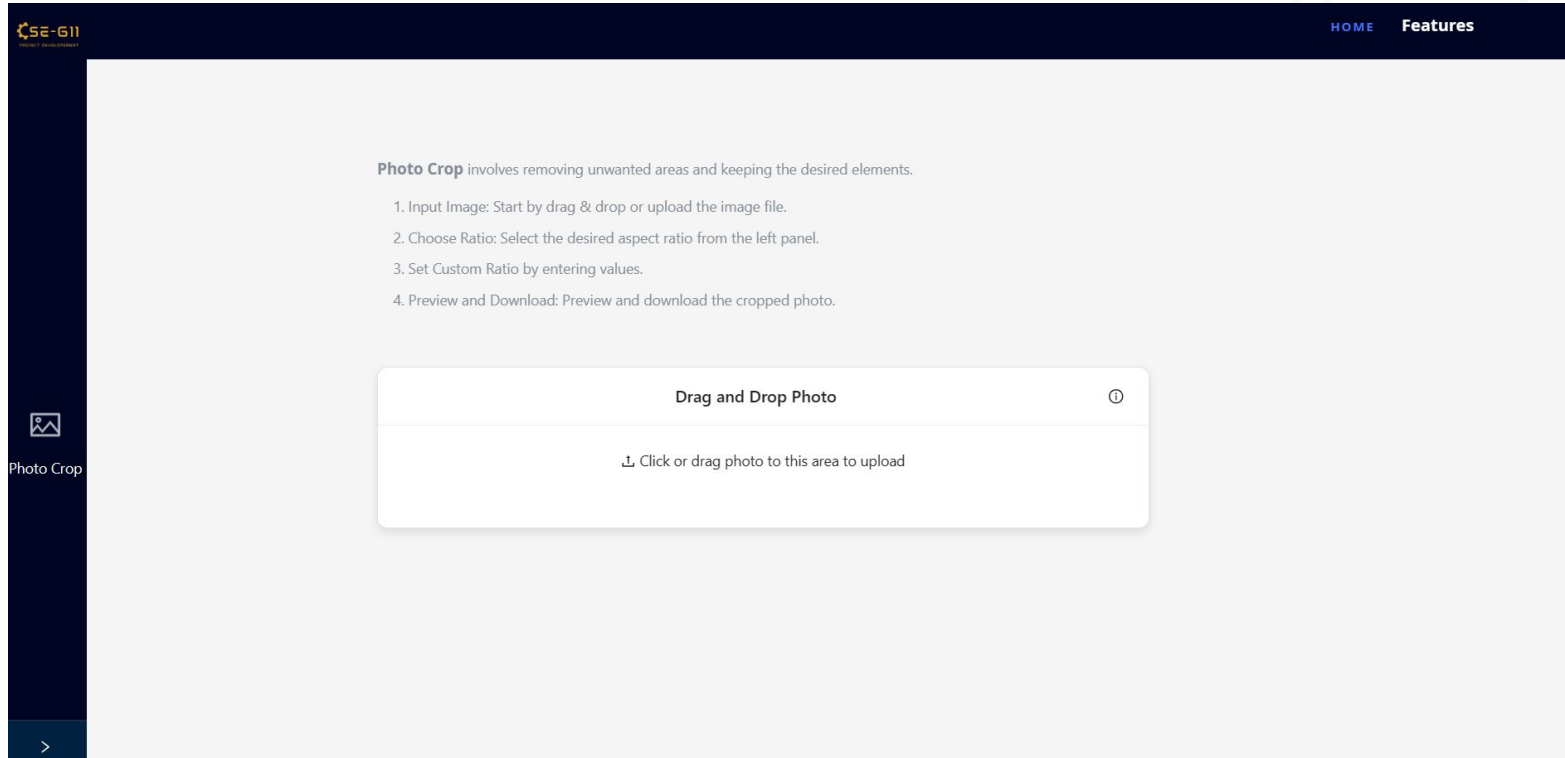 CSE-G11
PROJECT DEVELOPEMENT
HOME Features
Photo Crop involves removing unwanted areas and keeping the desired elements.
1. Input Image: Start by drag & drop or upload the image file.
2. Choose Ratio: Select the desired aspect ratio from the left panel.
3. Set Custom Ratio by entering values.
4. Preview and Download: Preview and download the cropped photo.
Drag and Drop Photo
Click or drag photo to this area to upload
Photo Crop